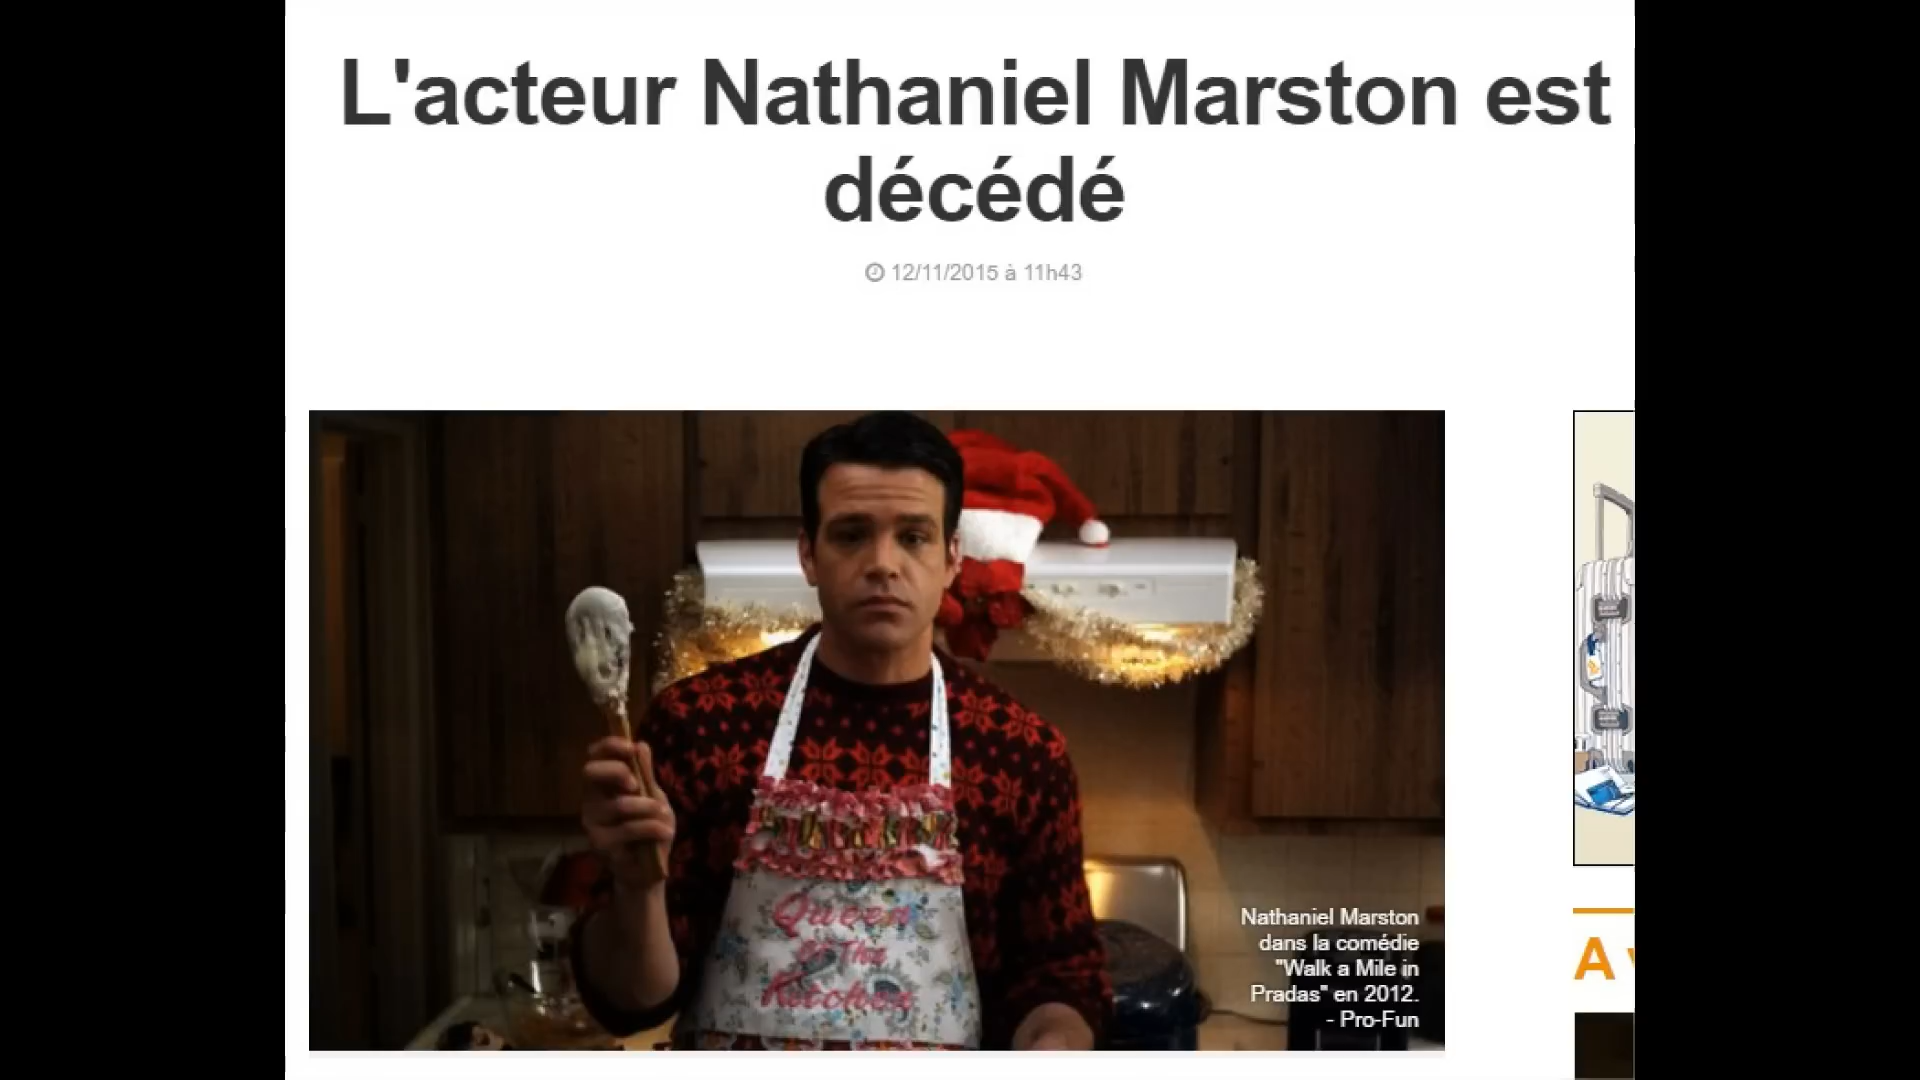 L'acteur Nathaniel Marston est
décédé
12/11/2015 à 11h43
Queen
of the
Kitchen
Nathaniel Marston
dans la comédie
"Walk a Mile in
Pradas" en 2012.
- Pro-Fun
A